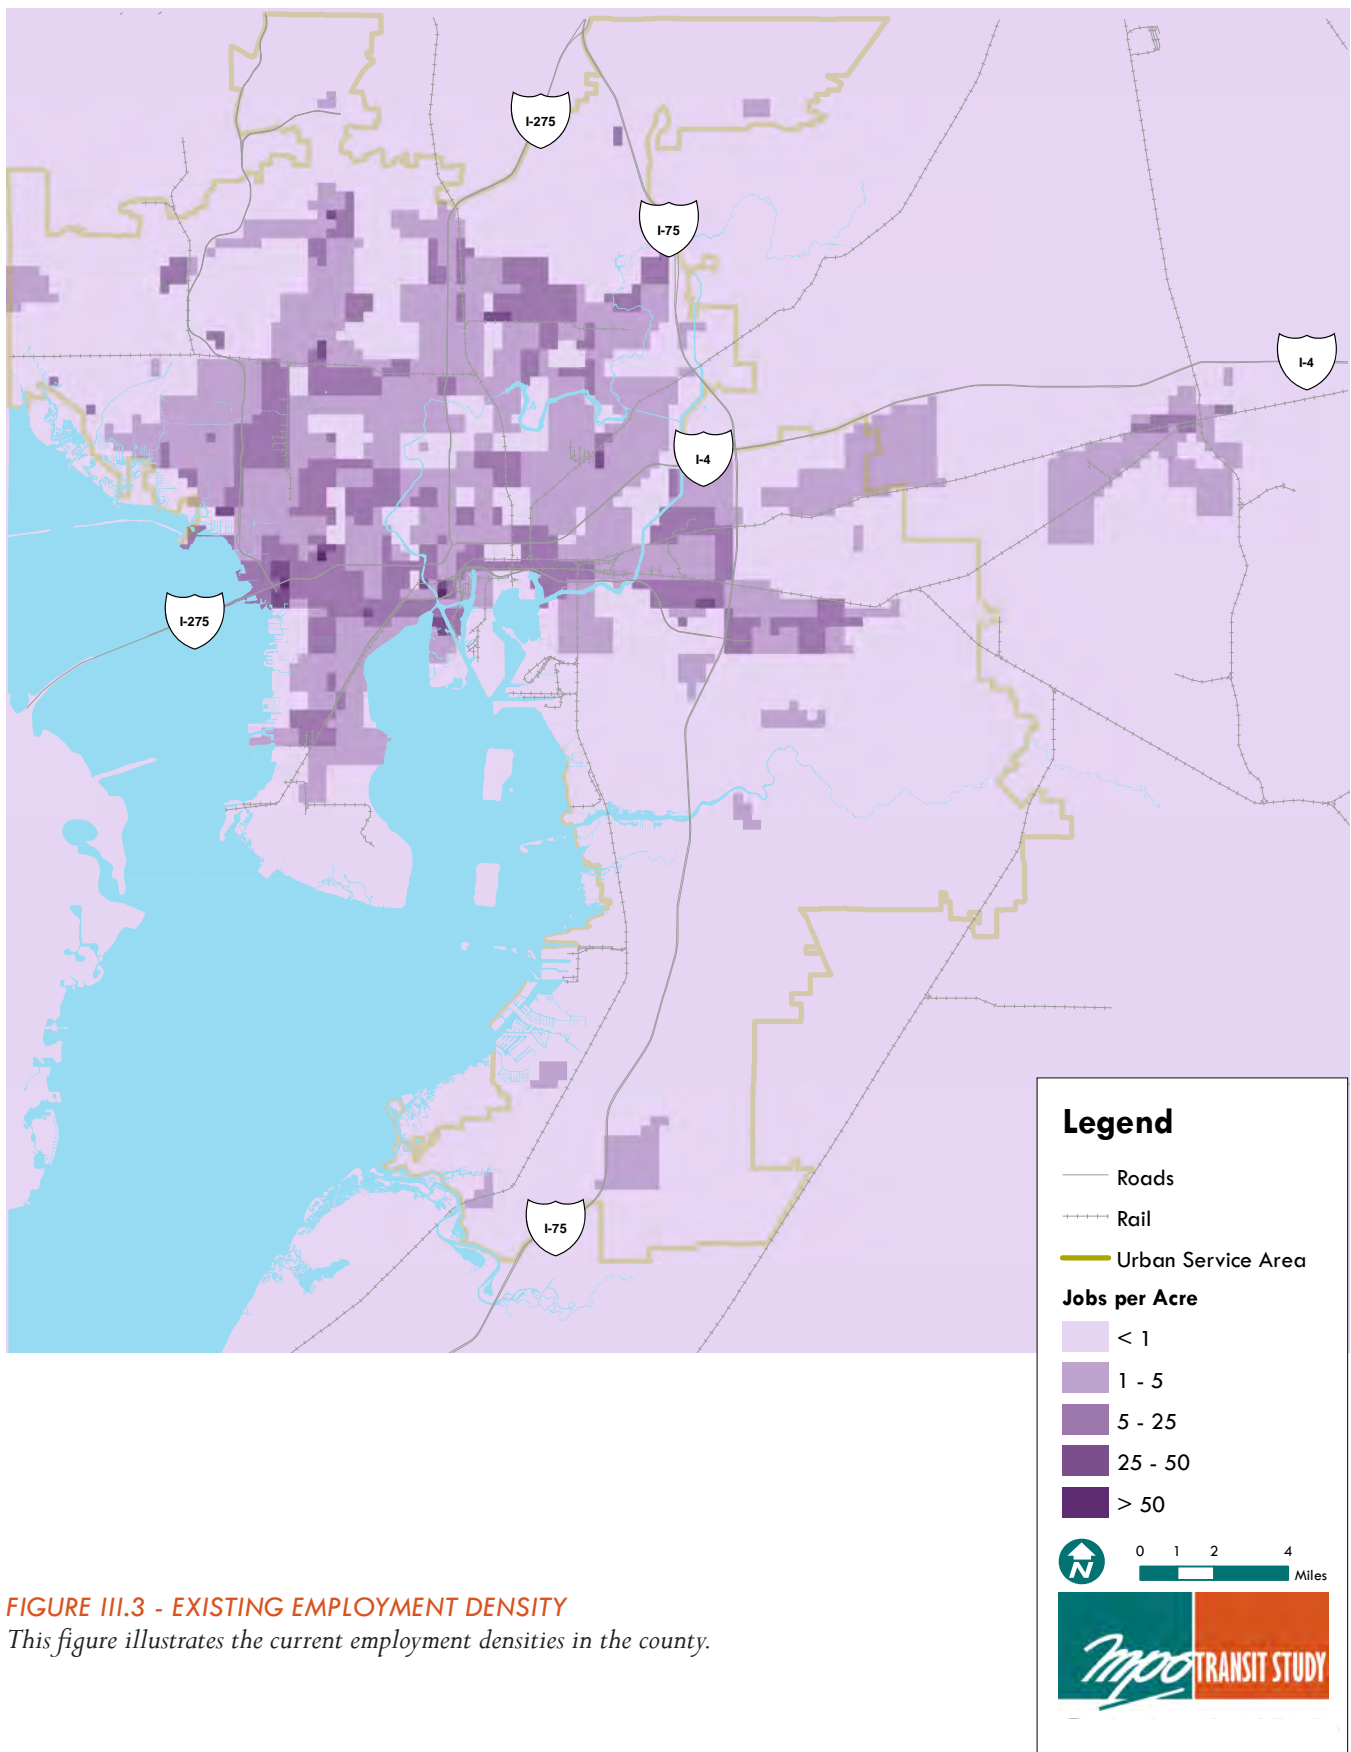 I-275
I-75
I-4
I-4
I-275
I-75
Legend
Roads
Rail
Urban Service Area
Jobs per Acre
< 1
1 - 5
5 - 25
25 - 50
> 50
N
0 1 2 4
Miles
mpo TRANSIT STUDY
FIGURE III.3 - EXISTING EMPLOYMENT DENSITY
This figure illustrates the current employment densities in the county.